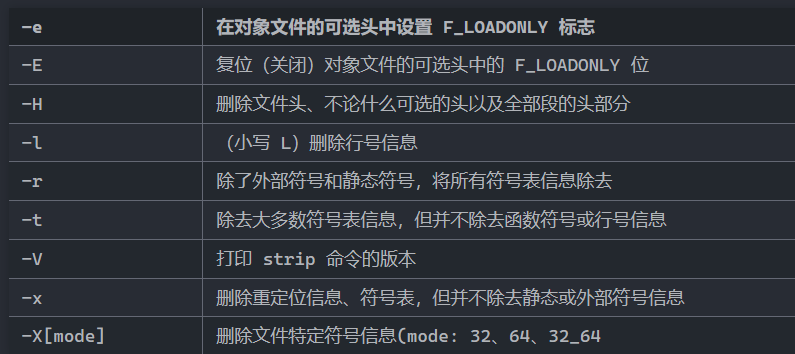 -e 在对象文件的可选头中设置 F_LOADONLY 标志
-E 复位（关闭）对象文件的可选头中的 F_LOADONLY 位
-H 删除文件头、不论什么可选的头以及全部段的头部分
-l （小写 L）删除行号信息
-r 除了外部符号和静态符号，将所有符号表信息除去
-t 除去大多数符号表信息，但并不除去函数符号或行号信息
-V 打印 strip 命令的版本
-x 删除重定位信息、符号表，但并不除去静态或外部符号信息
-X[mode] 删除文件特定符号信息(mode: 32、64、32_64